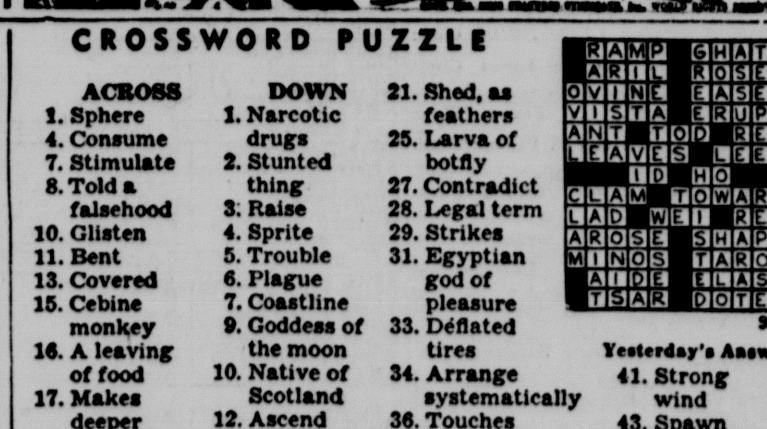 CROSSWORD PUZZLE
ACROSS
1. Sphere
4. Consume
7. Stimulate
8. Told a
falsehood
10. Glisten
11. Bent
13. Covered
15. Cebine
monkey
16. A leaving
of food
17. Makes
deeper
DOWN
1. Narcotic
drugs
2. Stunted
thing
3. Raise
4. Sprite
5. Trouble
6. Plague
7. Coastline
9. Goddess of
the moon
10. Native of
Scotland
12. Ascend
21. Shed, as
feathers
25. Larva of
botfly
27. Contradict
28. Legal term
29. Strikes
31. Egyptian
god of
pleasure
33. Deflated
tires
34. Arrange
systematically
36. Touches
RAMP GHAT
ARIL ROSE
OVINE EASE
VISTA ERUP
ANT TOD RE
LEAVES LEE
ID HO
CLAM TOWAR
LAD WEI RE
AROSE SHAP
MINOS TARO
AIDE ELAS
TSAR DOTE
9
Yesterday's Answ
41. Strong
wind
43. Spawn